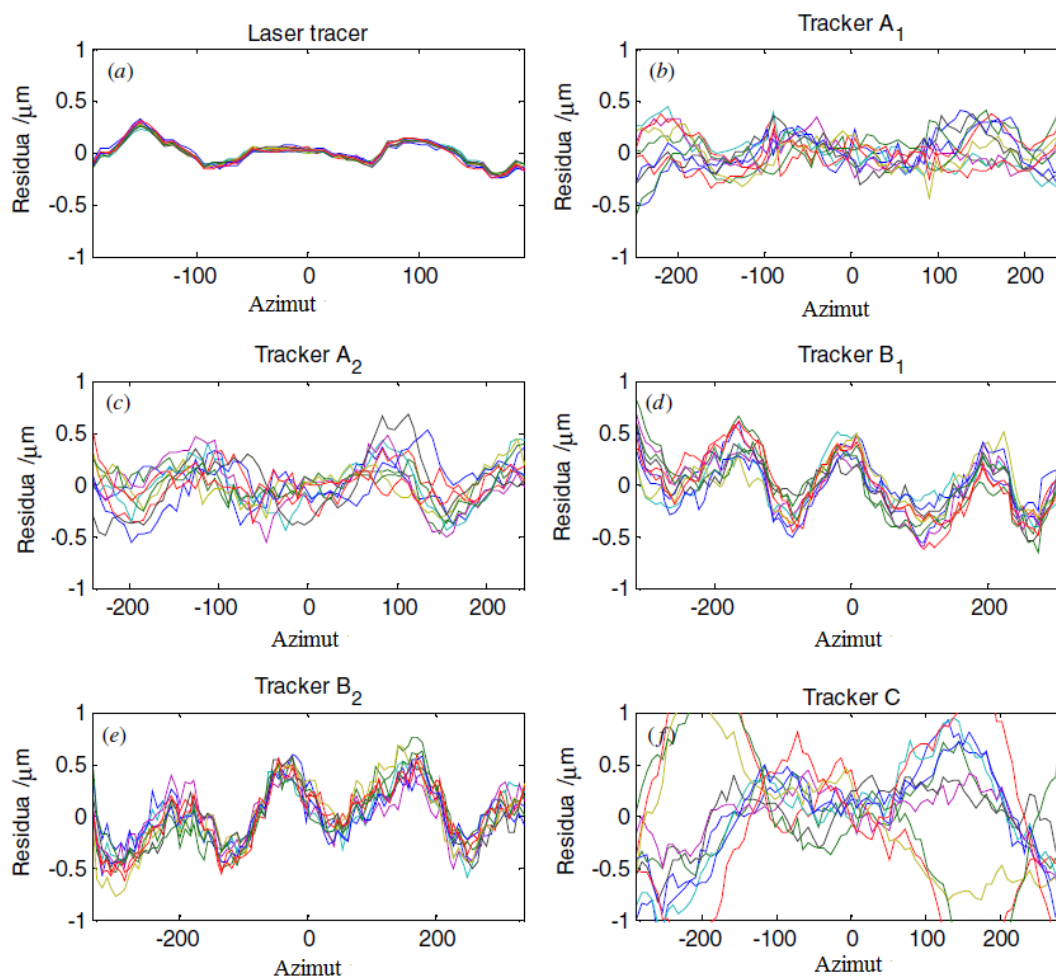 Laser tracer
(a)
1
0.5
0
-0.5
-1
Residua /μm
-100 0 100
Azimut
Tracker A1
(b)
1
0.5
0
-0.5
-1
Residua /μm
-200 -100 0 100 200
Azimut
Tracker A2
(c)
1
0.5
0
-0.5
-1
Residua /μm
-200 -100 0 100 200
Azimut
Tracker B1
(d)
1
0.5
0
-0.5
-1
Residua /μm
-200 0 200
Azimut
Tracker B2
(e)
1
0.5
0
-0.5
-1
Residua /μm
-200 0 200
Azimut
Tracker C
(f)
1
0.5
0
-0.5
-1
Residua /μm
-200 -100 0 100 200
Azimut